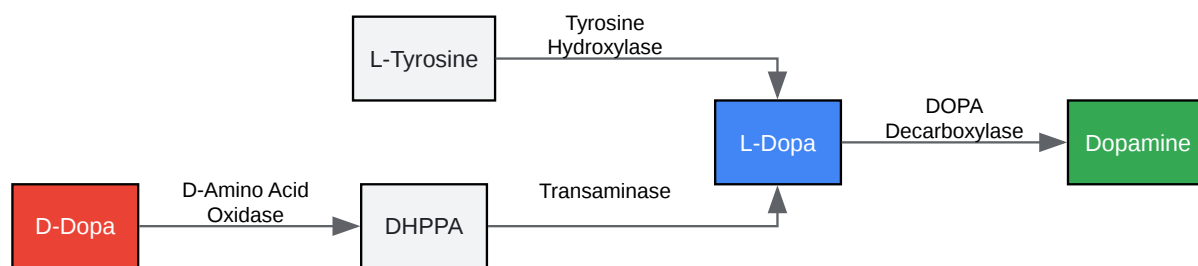 Tyrosine
Hydroxylase
L-Tyrosine
DOPA
Decarboxylase
L-Dopa
Dopamine
D-Amino Acid
Oxidase
Transaminase
D-Dopa
DHPPA